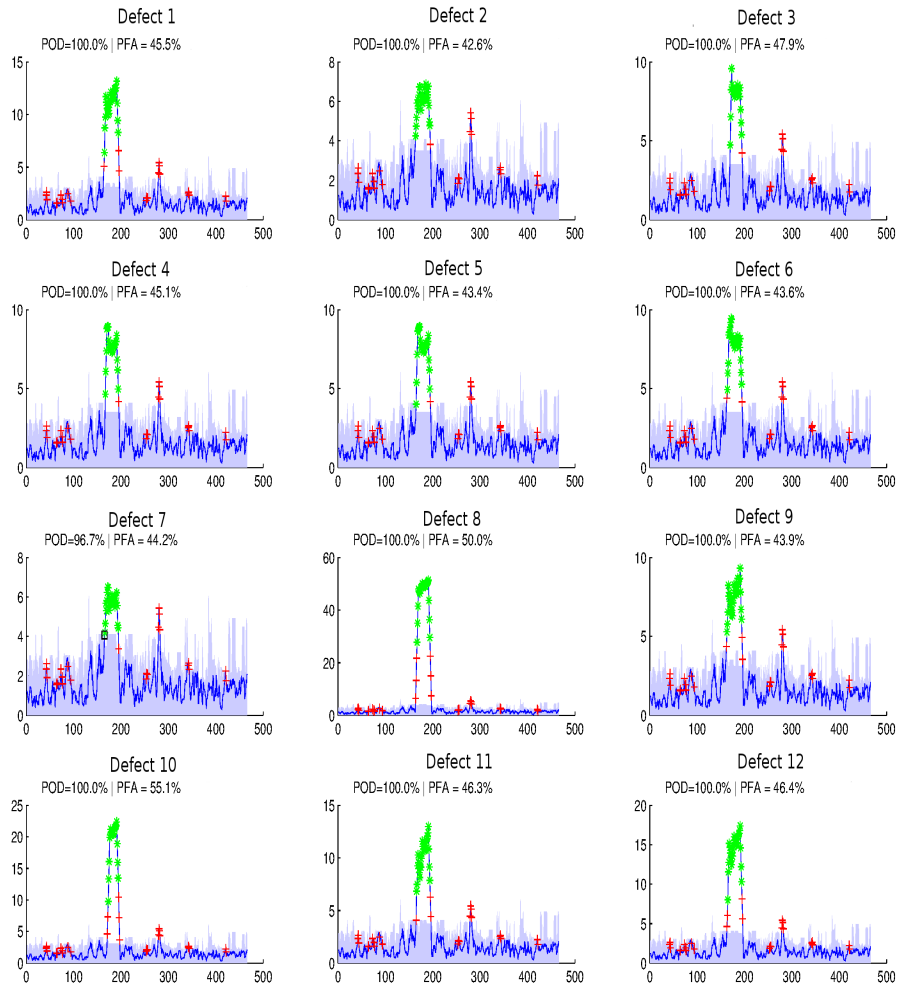 Defect 1
POD=100.0% | PFA = 45.5%
15
10
5
0
0 100 200 300 400 500
Defect 2
POD=100.0% | PFA = 42.6%
8
6
4
2
0
0 100 200 300 400 500
Defect 3
POD=100.0% | PFA = 47.9%
10
5
0
0 100 200 300 400 500
Defect 4
POD=100.0% | PFA = 45.1%
10
5
0
0 100 200 300 400 500
Defect 5
POD=100.0% | PFA = 43.4%
10
5
0
0 100 200 300 400 500
Defect 6
POD=100.0% | PFA = 43.6%
10
5
0
0 100 200 300 400 500
Defect 7
POD=96.7% | PFA = 44.2%
8
6
4
2
0
0 100 200 300 400 500
Defect 8
POD=100.0% | PFA = 50.0%
60
40
20
0
0 100 200 300 400 500
Defect 9
POD=100.0% | PFA = 43.9%
10
5
0
0 100 200 300 400 500
Defect 10
POD=100.0% | PFA = 55.1%
25
20
15
10
5
0
0 100 200 300 400 500
Defect 11
POD=100.0% | PFA = 46.3%
15
10
5
0
0 100 200 300 400 500
Defect 12
POD=100.0% | PFA = 46.4%
20
15
10
5
0
0 100 200 300 400 500